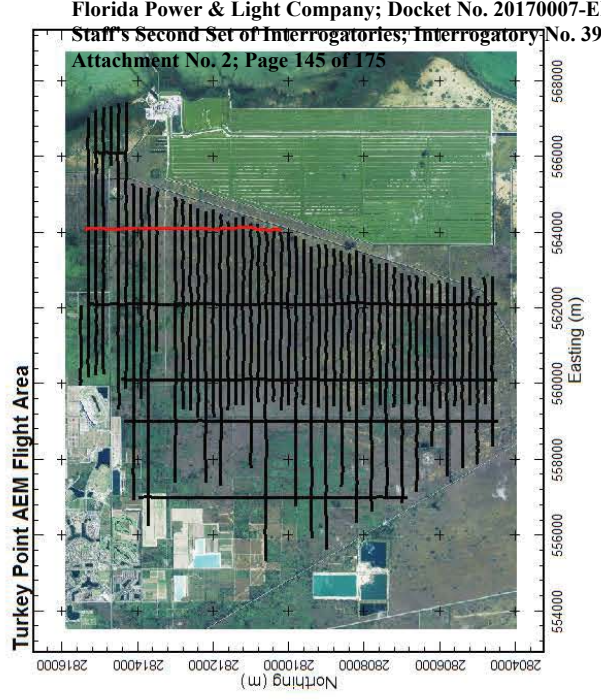 Florida Power & Light Company; Docket No. 20170007-E
Staff's Second Set of Interrogatories; Interrogatory No. 39
Attachment No. 2; Page 145 of 175
Turkey Point AEM Flight Area
2816000
2814000
2812000
2810000
2808000
2806000
2804000
Northing (m)
554000
556000
558000
560000
562000
564000
566000
568000
Easting (m)